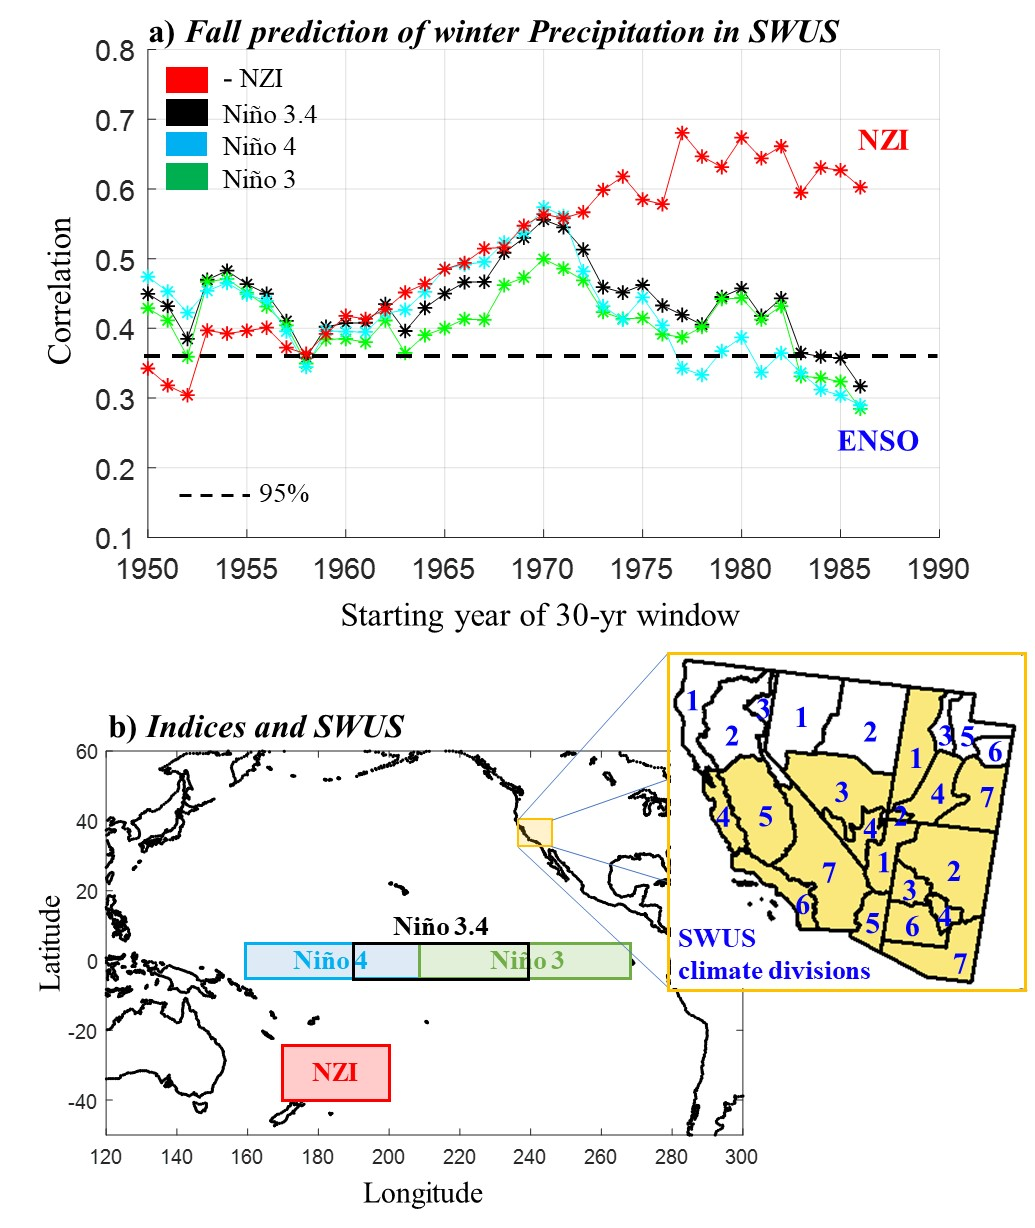 a) Fall prediction of winter Precipitation in SWUS
0.8
0.7
0.6
0.5
0.4
0.3
0.2
0.1
Correlation
- NZI
Niño 3.4
Niño 4
Niño 3
NZI
ENSO
95%
1950 1955 1960 1965 1970 1975 1980 1985 1990
Starting year of 30-yr window
b) Indices and SWUS
60
40
20
0
-20
-40
Latitude
Niño 3.4
Niño 4
Niño 3
NZI
120 140 160 180 200 220 240 260 280 300
Longitude
1 2 3 1 2 1 3 5 6
4 5 3 4 2 4 7
7 6 1 3 2
5 6 4 7
SWUS
climate divisions